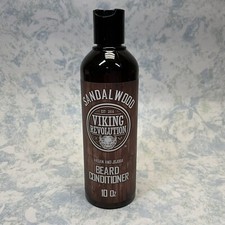 SANDALWOOD
VIKING
REVOLUTION
BEARD
CONDITIONER
10 Oz